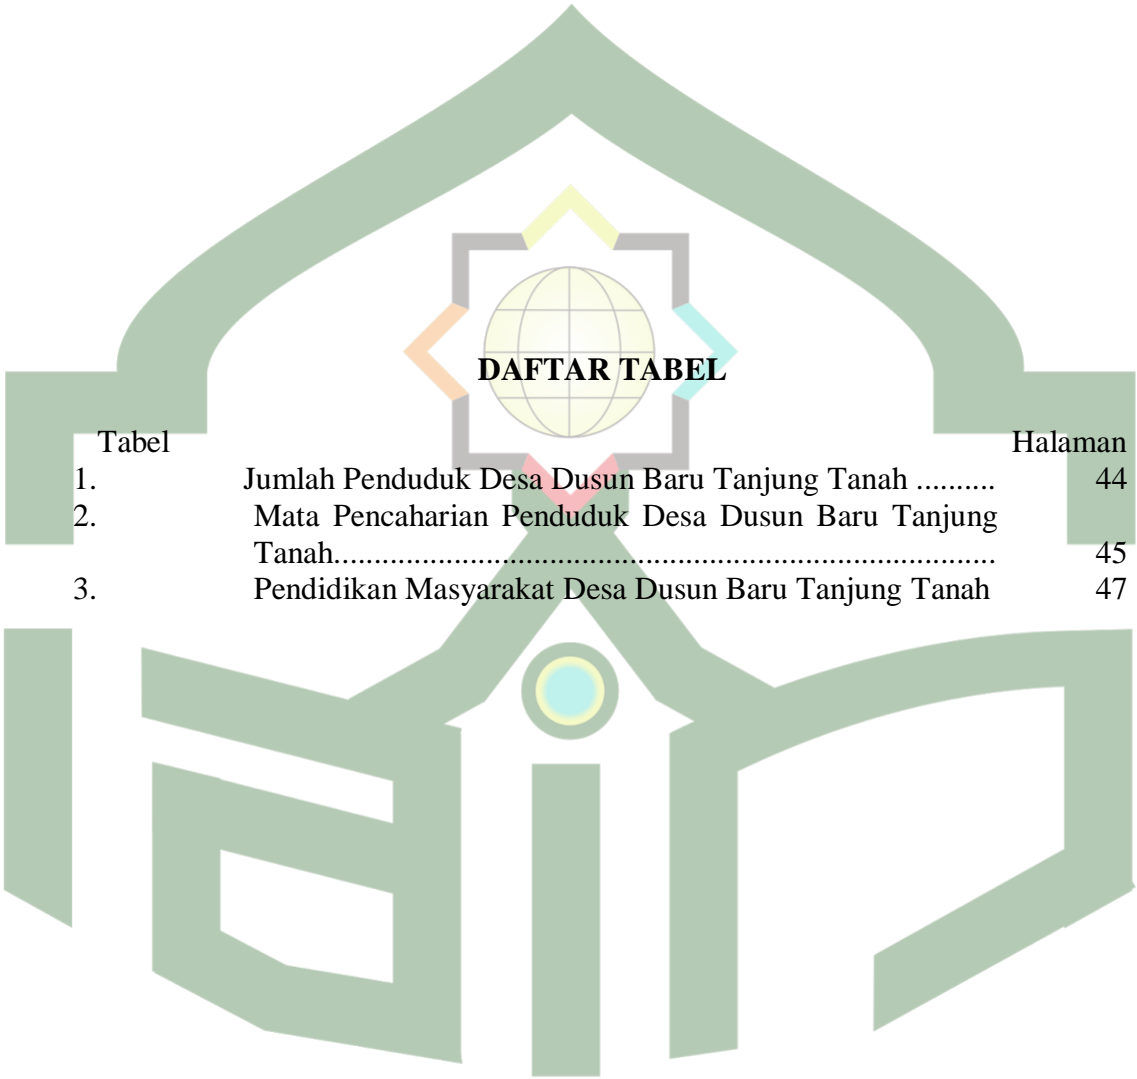 DAFTAR TABEL
Tabel Halaman
1. Jumlah Penduduk Desa Dusun Baru Tanjung Tanah .......... 44
2. Mata Pencaharian Penduduk Desa Dusun Baru Tanjung
Tanah.......................................................................... 45
3. Pendidikan Masyarakat Desa Dusun Baru Tanjung Tanah 47
iain